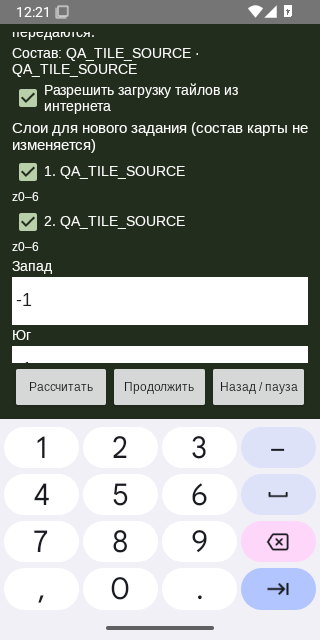 12:21
передаются.
Состав: QA_TILE_SOURCE ·
QA_TILE_SOURCE
Разрешить загрузку тайлов из
интернета
Слои для нового задания (состав карты не
изменяется)
1. QA_TILE_SOURCE
z0–6
2. QA_TILE_SOURCE
z0–6
Запад
-1
Юг
Рассчитать Продолжить Назад / пауза
1 2 3 –
4 5 6
7 8 9
, 0 .